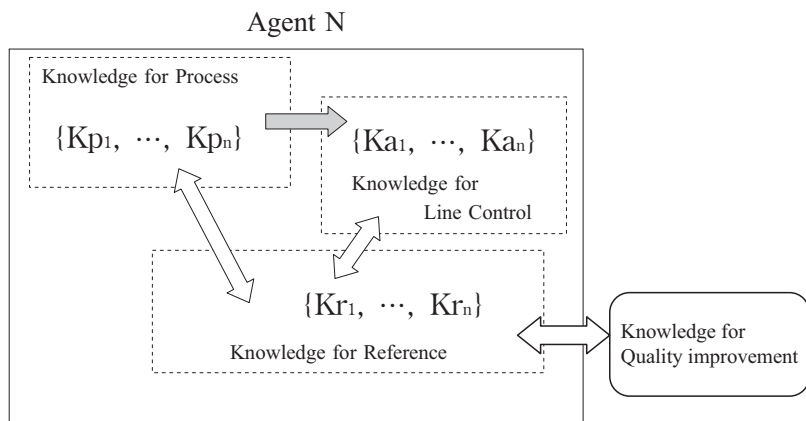 Agent N
Knowledge for Process
{Kp1, ···, Kpn}
{Ka1, ···, Kan}
Knowledge for
Line Control
{Kr1, ···, Krn}
Knowledge for Reference
Knowledge for
Quality improvement